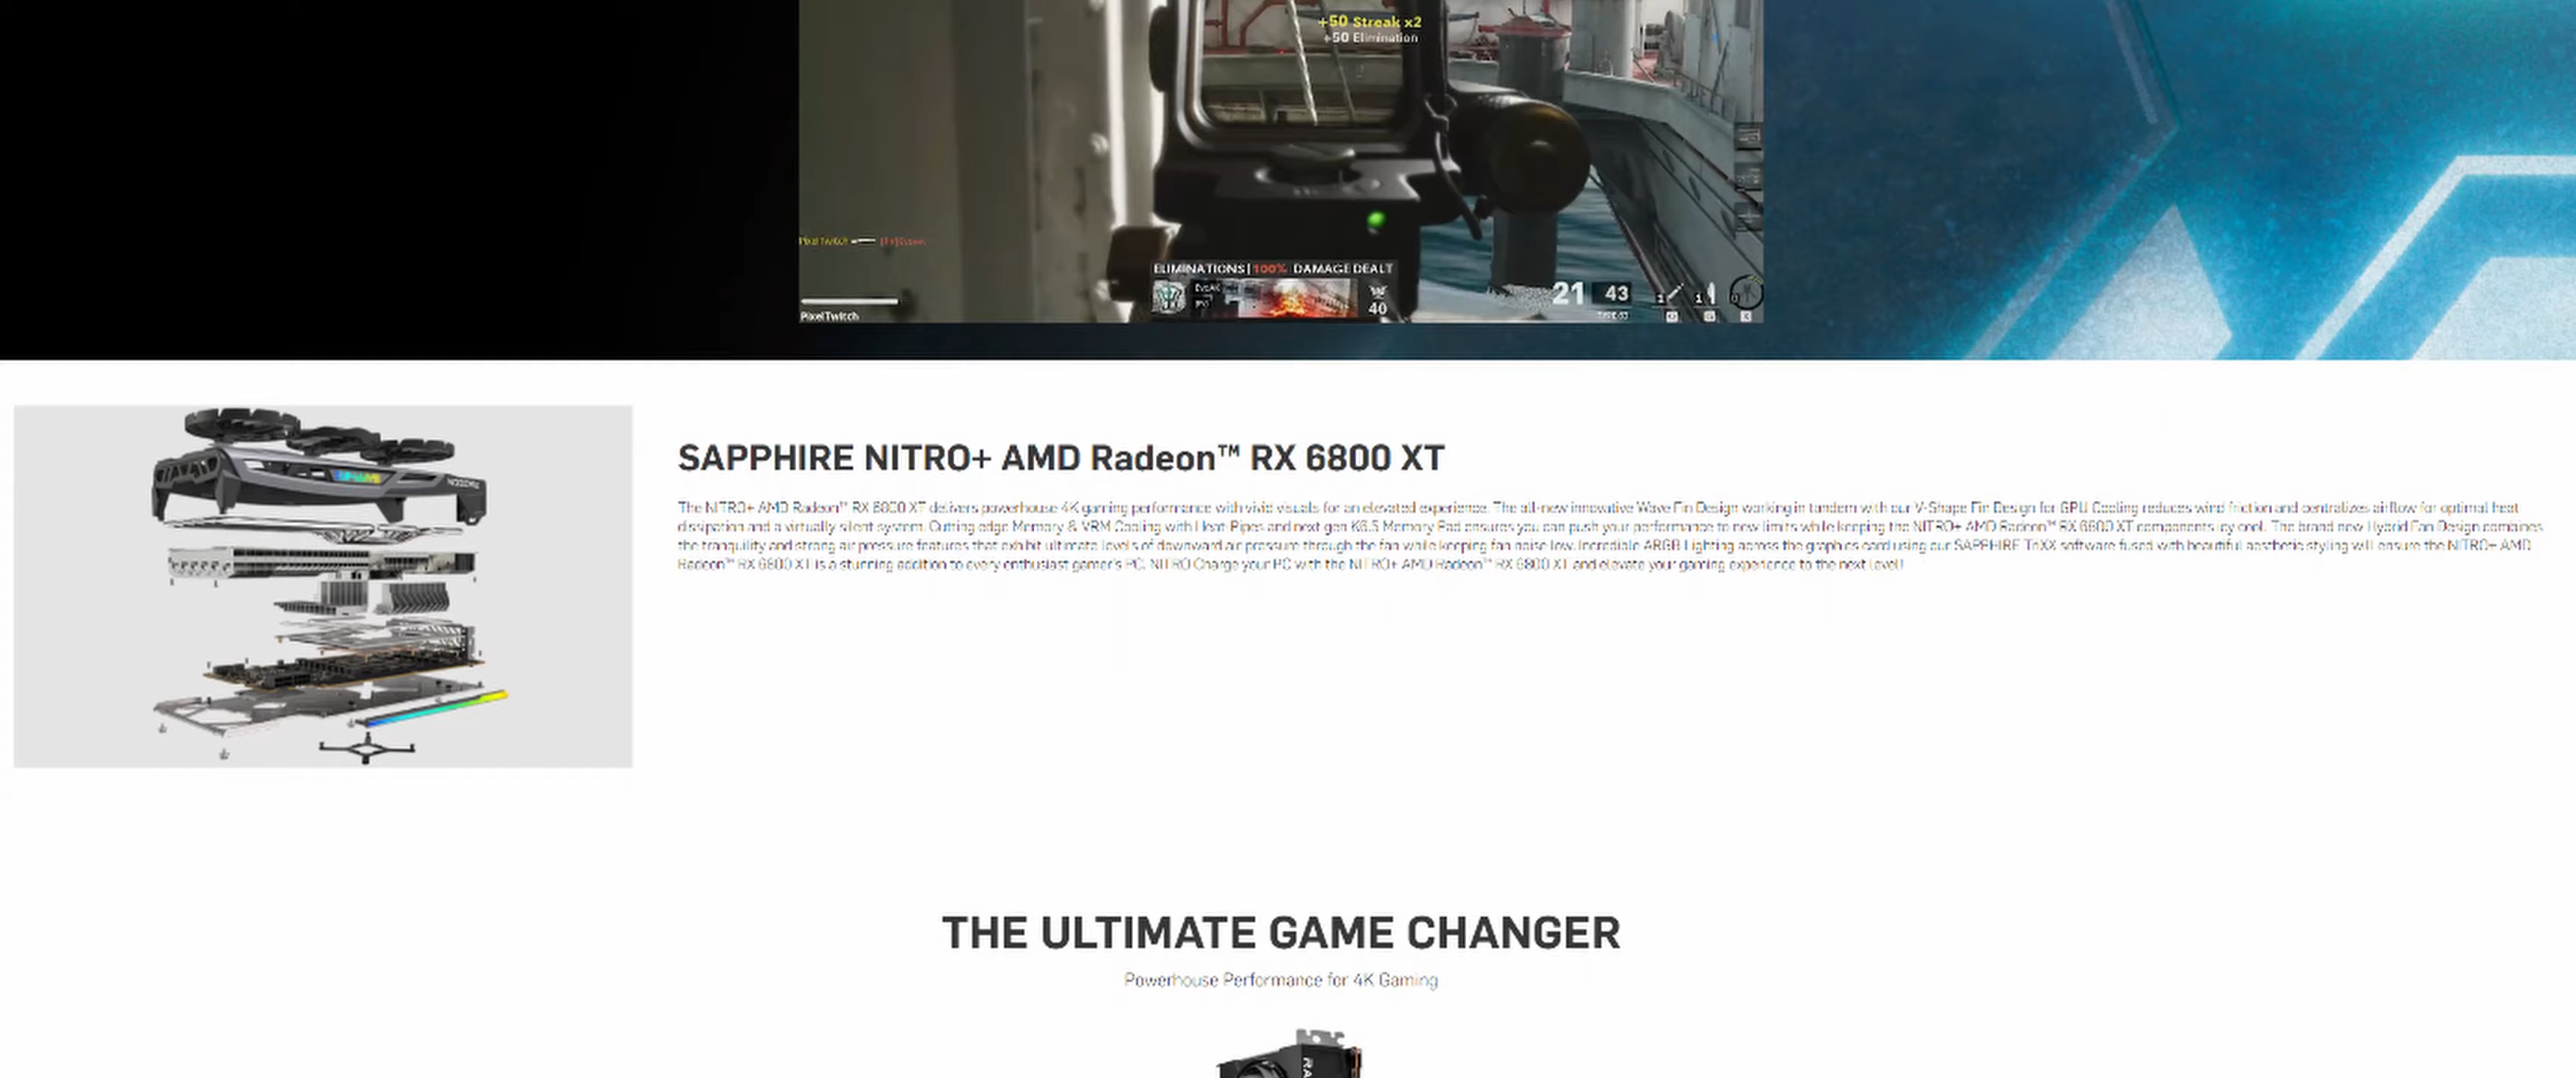 +50 Streak x2
+50 Elimination
PixelTwitch
ELIMINATIONS | 100% DAMAGE DEALT
40
21 43
1 1
PixelTwitch
SAPPHIRE NITRO+ AMD Radeon™ RX 6800 XT
The NITRO+ AMD Radeon™ RX 6800 XT delivers powerhouse 4K gaming performance with vivid visuals for an elevated experience. The all-new innovative Wave Fin Design working in tandem with our V-Shape Fin Design for GPU Cooling reduces wind friction and centralizes airflow for optimal heat
dissipation and a virtually silent system. Cutting edge Memory & VRM Cooling with Heat-Pipes and next gen K6.5 Memory Pad ensures you can push your performance to new limits while keeping the NITRO+ AMD Radeon™ RX 6800 XT components icy cool. The brand new Hybrid Fan Design combines
the tranquility and strong air pressure features that exhibit ultimate levels of downward air pressure through the fan while keeping fan noise low. Incredible ARGB Lighting across the graphics card using our SAPPHIRE TriXX software fused with beautiful aesthetic styling will ensure the NITRO+ AMD
Radeon™ RX 6800 XT is a stunning addition to every enthusiast gamer's PC. NITRO Charge your PC with the NITRO+ AMD Radeon™ RX 6800 XT and elevate your gaming experience to the next level!
THE ULTIMATE GAME CHANGER
Powerhouse Performance for 4K Gaming